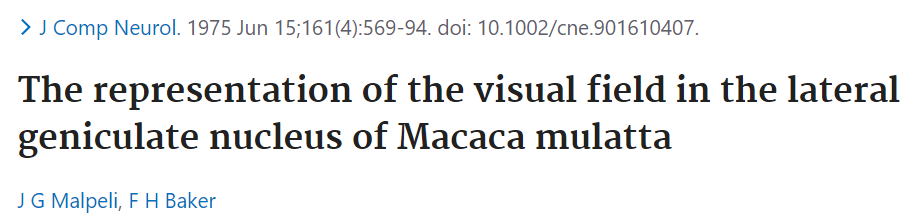 J Comp Neurol. 1975 Jun 15;161(4):569-94. doi: 10.1002/cne.901610407.
The representation of the visual field in the lateral
geniculate nucleus of Macaca mulatta
J G Malpeli, F H Baker